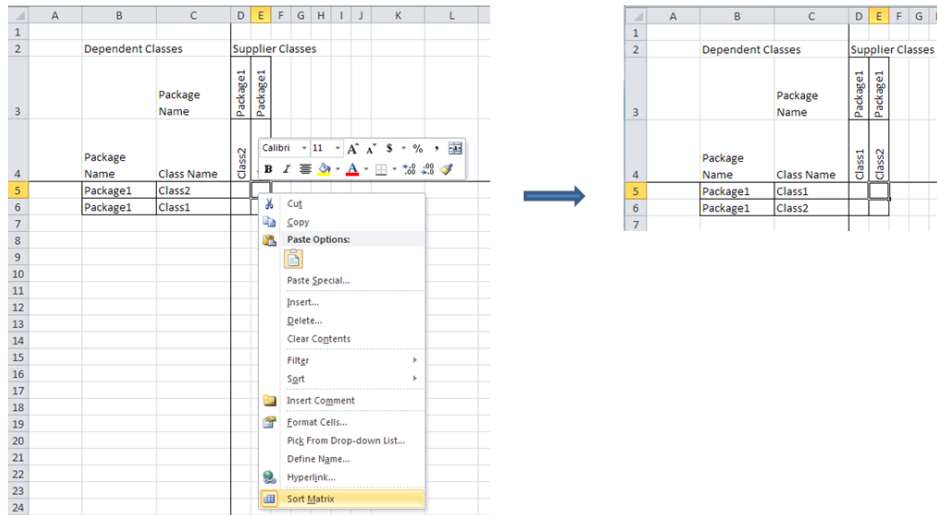 A B C D E F G H I J K L
1
2 Dependent Classes Supplier Classes
Package1 Package1
Package
3 Name
Class2
Calibri 11 A A $ % ,
B I A .00 .00
Package
4 Name Class Name
5 Package1 Class2
6 Package1 Class1
7
8
9
10
11
12
13
14
15
16
17
18
19
20
21
22
23
24
Cut
Copy
Paste Options:
Paste Special...
Insert...
Delete...
Clear Contents
Filter
Sort
Insert Comment
Format Cells...
Pick From Drop-down List...
Define Name...
Hyperlink...
Sort Matrix
A B C D E F G
1
2 Dependent Classes Supplier Classes
Package1 Package1
Package
3 Name
Class1 Class2
Package
4 Name Class Name
5 Package1 Class1
6 Package1 Class2
7